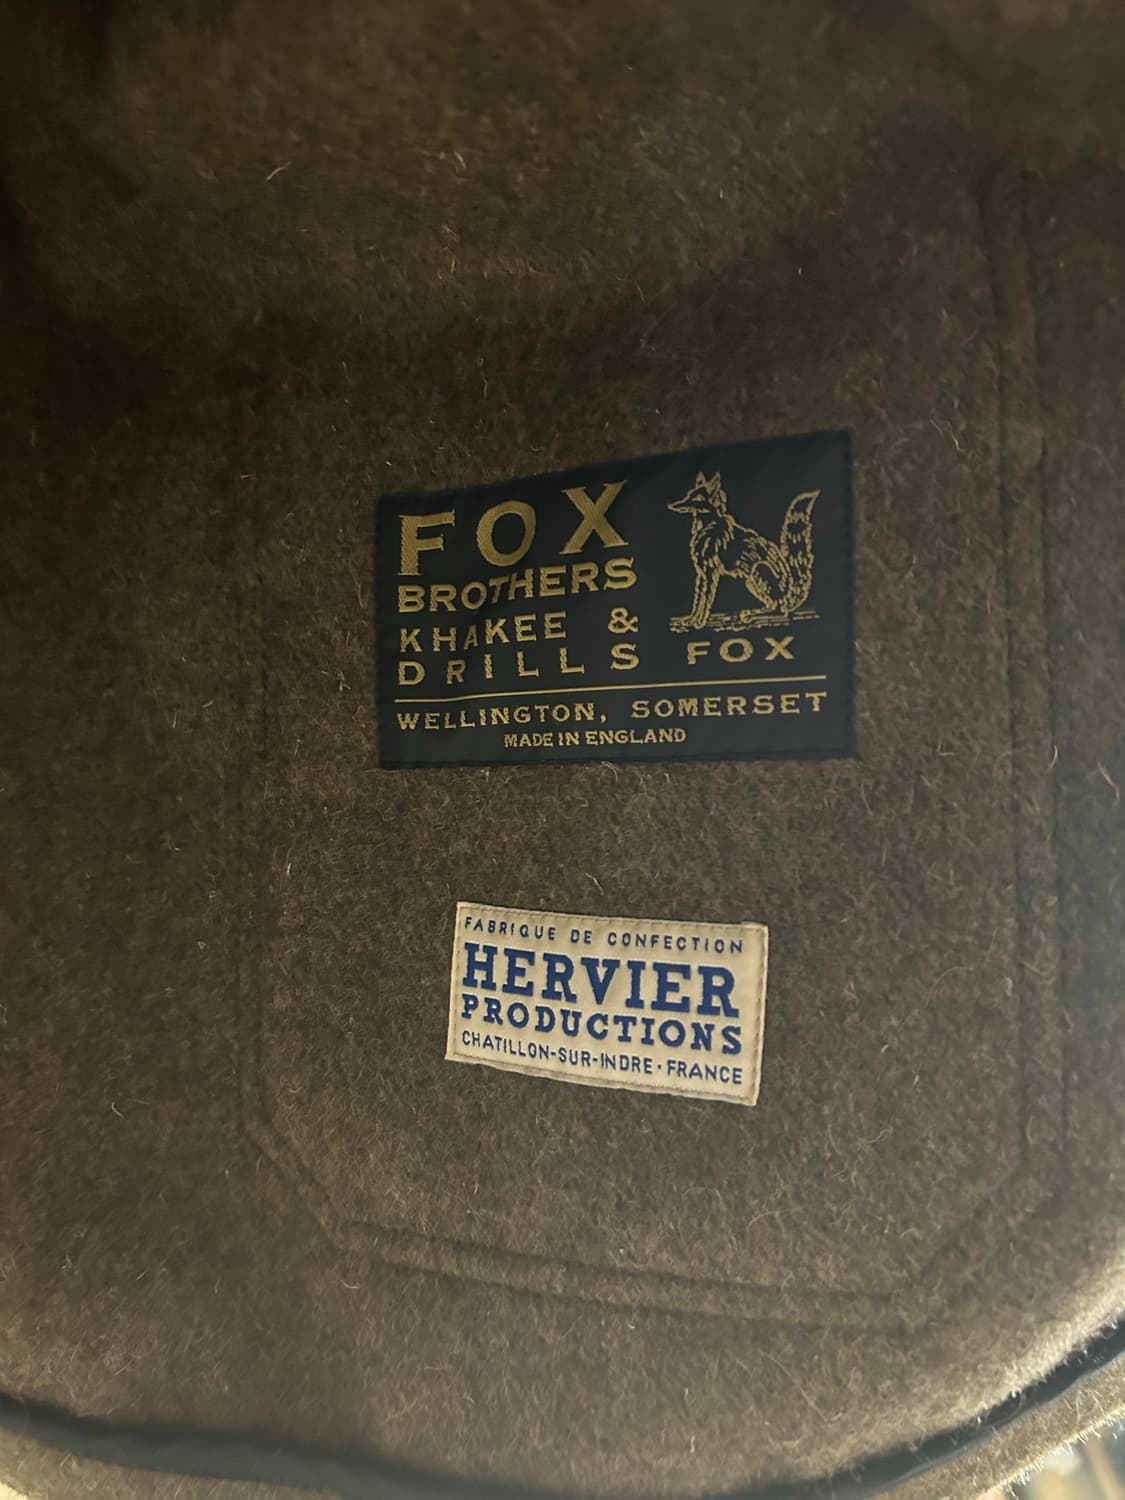 FOX
BROTHERS
KHAKEE &
DRILLS
FOX
WELLINGTON, SOMERSET
MADE IN ENGLAND
FABRIQUE DE CONFECTION
HERVIER
PRODUCTIONS
CHATILLON-SUR-INDRE · FRANCE